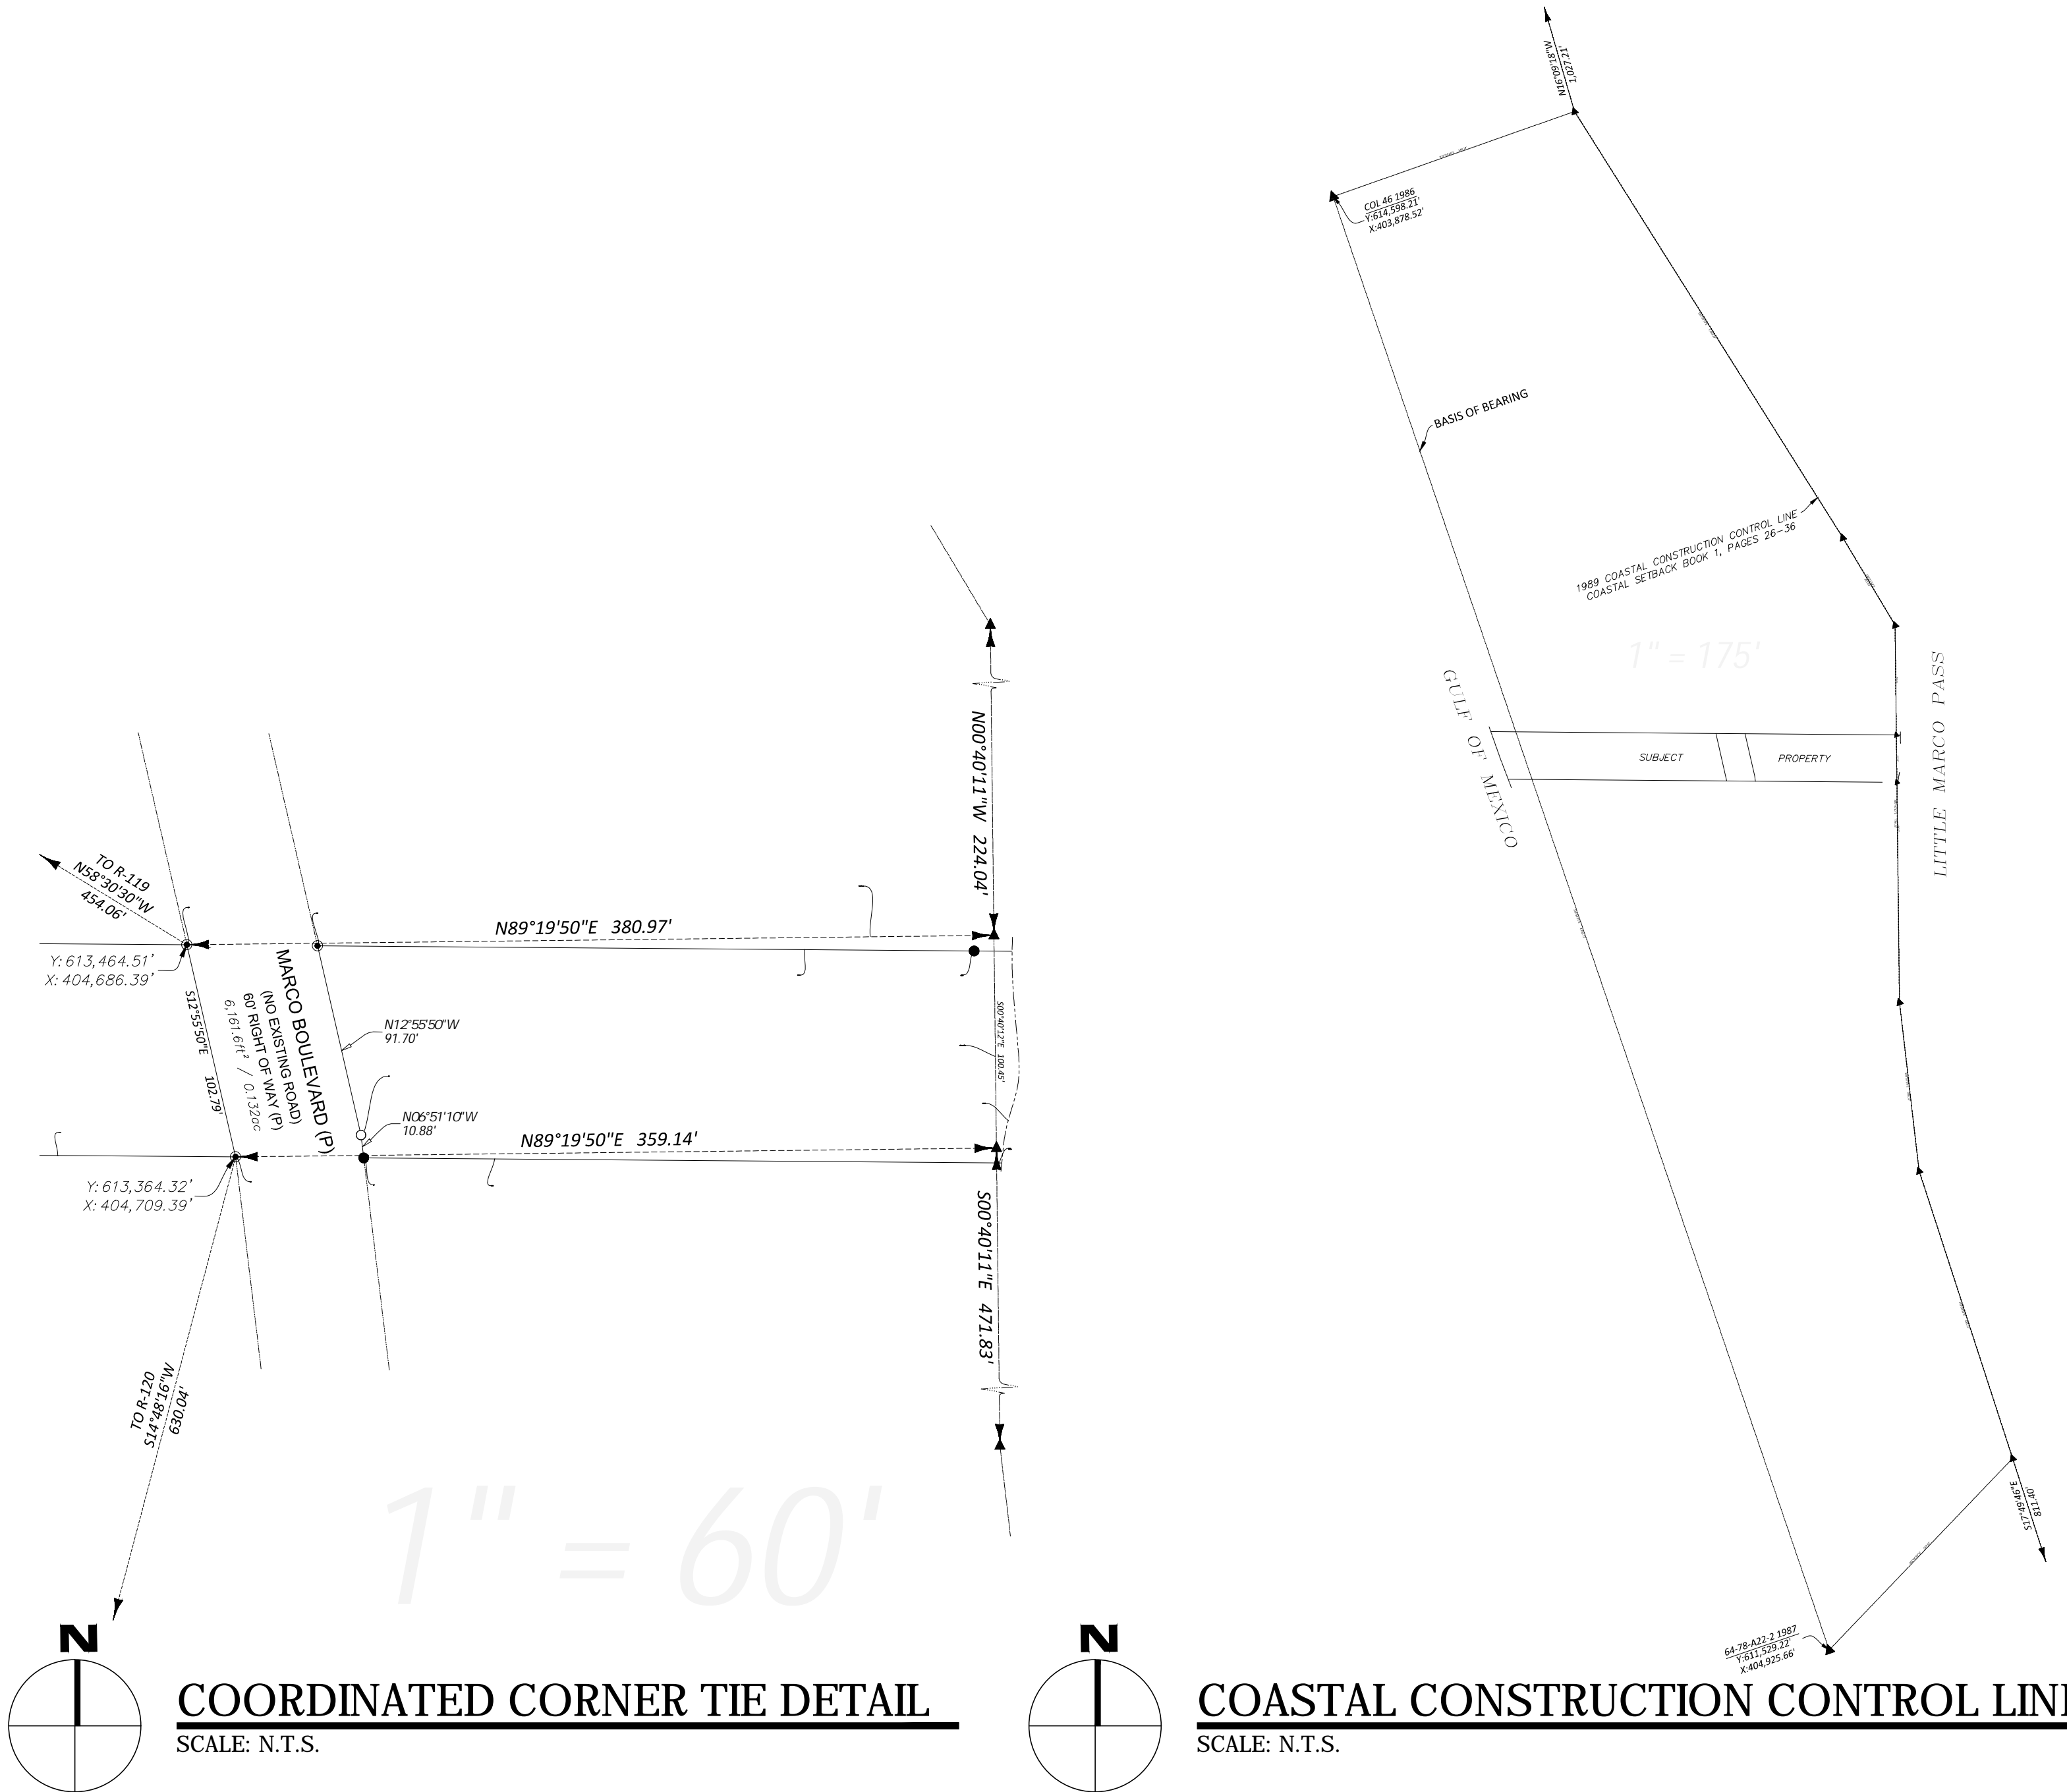 TO R-119
N58°30'30"W
454.06'
Y: 613,464.51'
X: 404,686.39'
N89°19'50"E 380.97'
N00°40'11"W 224.04'
S12°55'50"E 102.79'
MARCO BOULEVARD (P)
(NO EXISTING ROAD)
60' RIGHT OF WAY (P)
6,161.6ft² / 0.132ac
N12°55'50"W
91.70'
S00°40'12"E 100.45'
N06°51'10"W
10.88'
N89°19'50"E 359.14'
Y: 613,364.32'
X: 404,709.39'
S00°40'11"E 471.83'
TO R-120
S14°48'16"W
630.04'
1" = 60'
N
COORDINATED CORNER TIE DETAIL
SCALE: N.T.S.
N16°09'18"W
1,027.21'
COL 46 1986
Y:614,598.21'
X:403,878.52'
BASIS OF BEARING
1989 COASTAL CONSTRUCTION CONTROL LINE
COASTAL SETBACK BOOK 1, PAGES 26-36
1" = 175'
GULF OF MEXICO
SUBJECT PROPERTY
LITTLE MARCO PASS
S17°49'46"E
811.40'
64-78-A22-2 1987
Y:611,529.22'
X:404,925.66'
N
COASTAL CONSTRUCTION CONTROL LIN
SCALE: N.T.S.